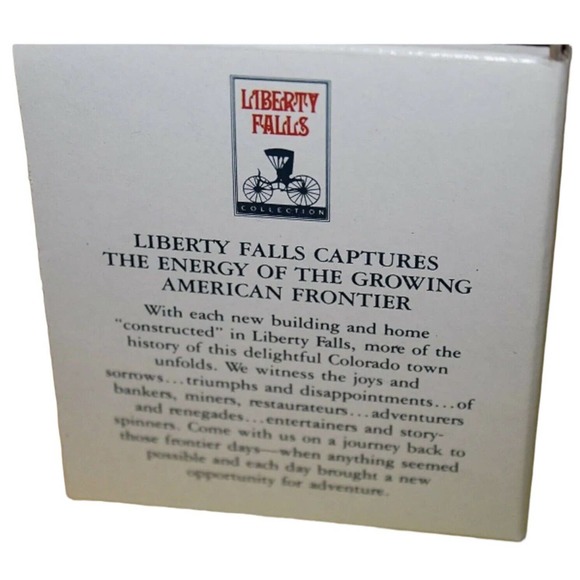 LIBERTY
FALLS
COLLECTION
LIBERTY FALLS CAPTURES
THE ENERGY OF THE GROWING
AMERICAN FRONTIER
With each new building and home
"constructed" in Liberty Falls, more of the
history of this delightful Colorado town
unfolds. We witness the joys and
sorrows...triumphs and disappointments...of
bankers, miners, restaurateurs...adventurers
and renegades...entertainers and story-
spinners. Come with us on a journey back to
those frontier days—when anything seemed
possible and each day brought a new
opportunity for adventure.